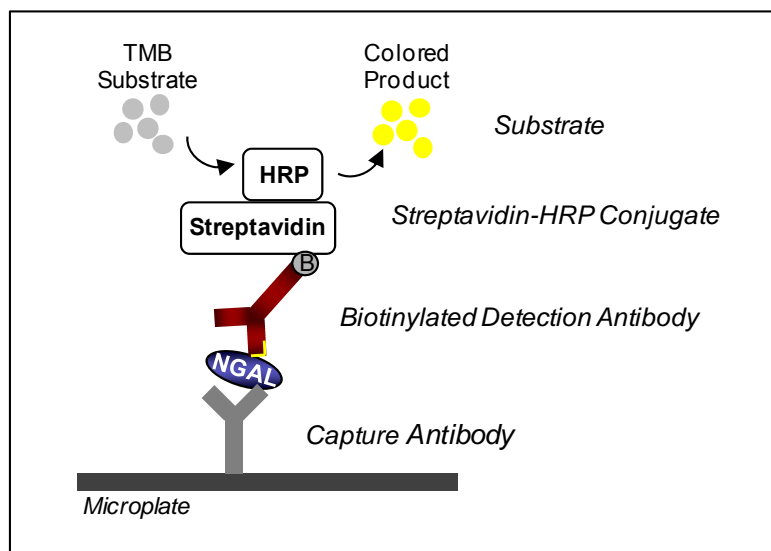 TMB
Substrate
Colored
Product
Substrate
HRP
Streptavidin-HRP Conjugate
Streptavidin
B
Biotinylated Detection Antibody
NGAL
Capture Antibody
Microplate